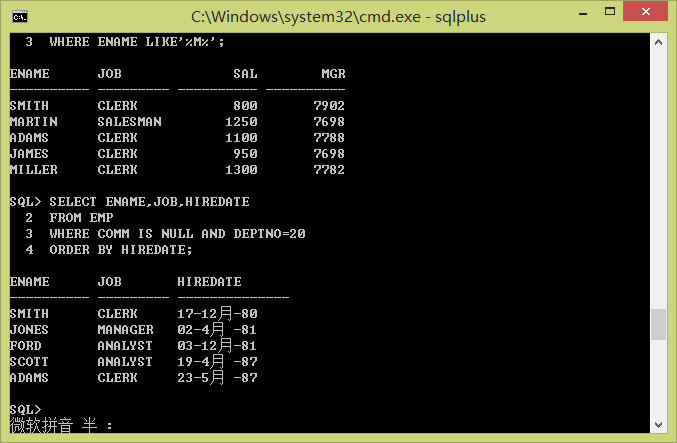 C:\Windows\system32\cmd.exe - sqlplus
3  WHERE ENAME LIKE'%M%';
ENAME      JOB              SAL        MGR
---------- --------- ---------- ----------
SMITH      CLERK            800       7902
MARTIN     SALESMAN        1250       7698
ADAMS      CLERK           1100       7788
JAMES      CLERK            950       7698
MILLER     CLERK           1300       7782
SQL> SELECT ENAME,JOB,HIREDATE
2  FROM EMP
3  WHERE COMM IS NULL AND DEPTNO=20
4  ORDER BY HIREDATE;
ENAME      JOB       HIREDATE
---------- --------- --------------
SMITH      CLERK     17-12月-80
JONES      MANAGER   02-4月 -81
FORD       ANALYST   03-12月-81
SCOTT      ANALYST   19-4月 -87
ADAMS      CLERK     23-5月 -87
SQL>
微软拼音 半 :